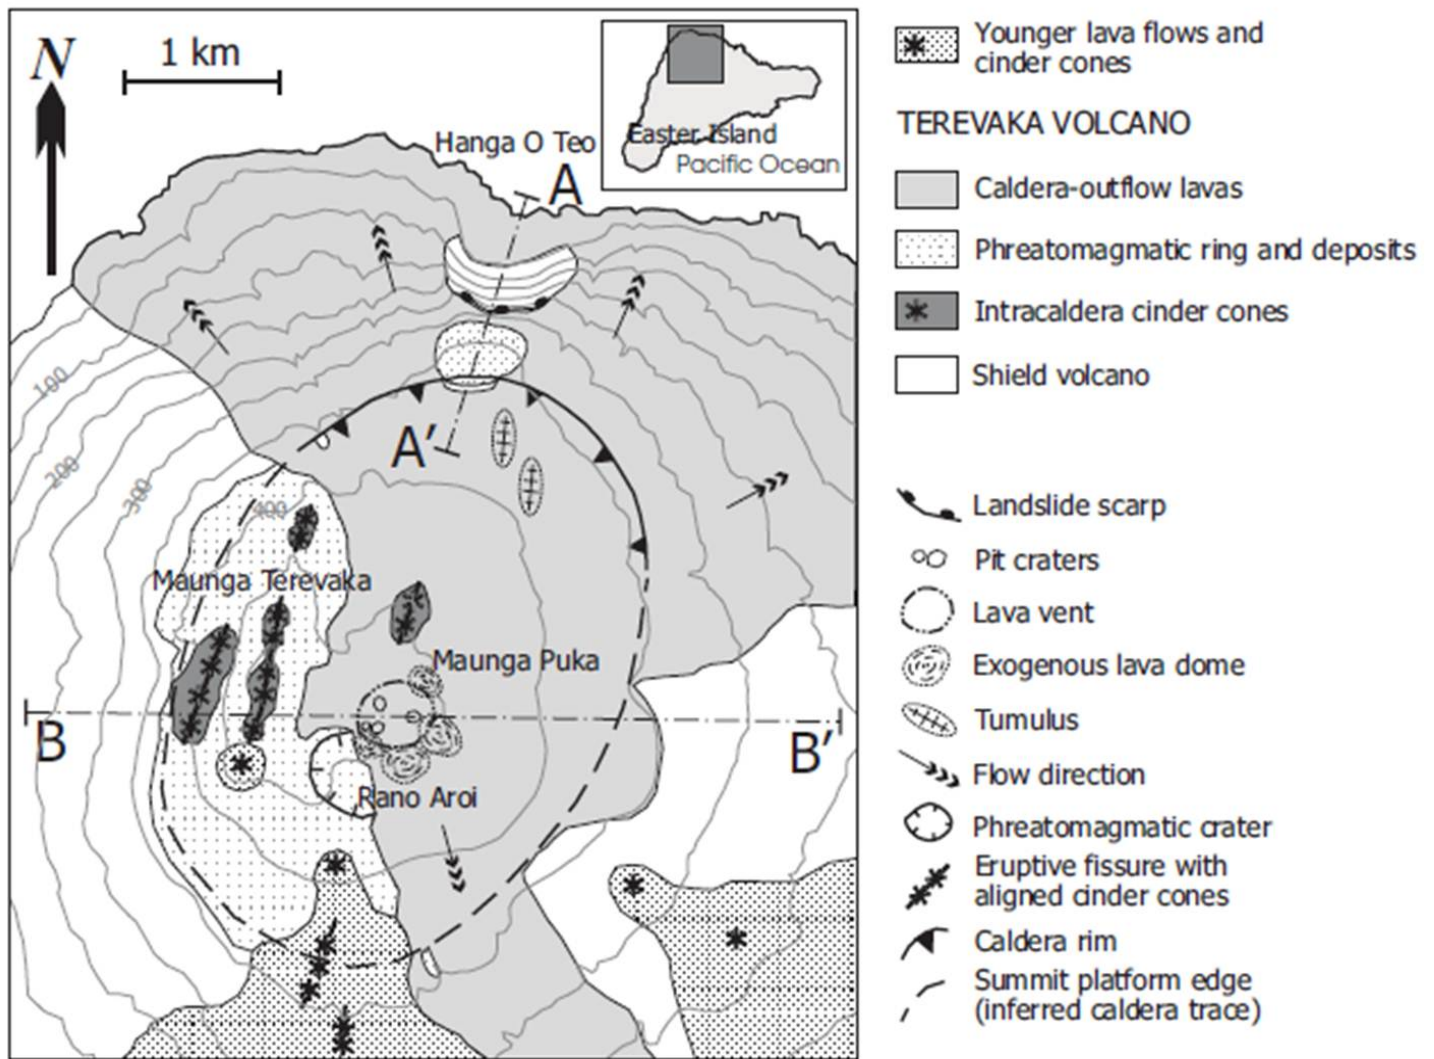 N
1 km
Hanga O Teo
Easter Island
Pacific Ocean
A
A′
100
200
300
400
Maunga Terevaka
Maunga Puka
B
B′
Rano Aroi
Younger lava flows and
cinder cones
TEREVAKA VOLCANO
Caldera-outflow lavas
Phreatomagmatic ring and deposits
Intracaldera cinder cones
Shield volcano
Landslide scarp
Pit craters
Lava vent
Exogenous lava dome
Tumulus
Flow direction
Phreatomagmatic crater
Eruptive fissure with
aligned cinder cones
Caldera rim
Summit platform edge
(inferred caldera trace)